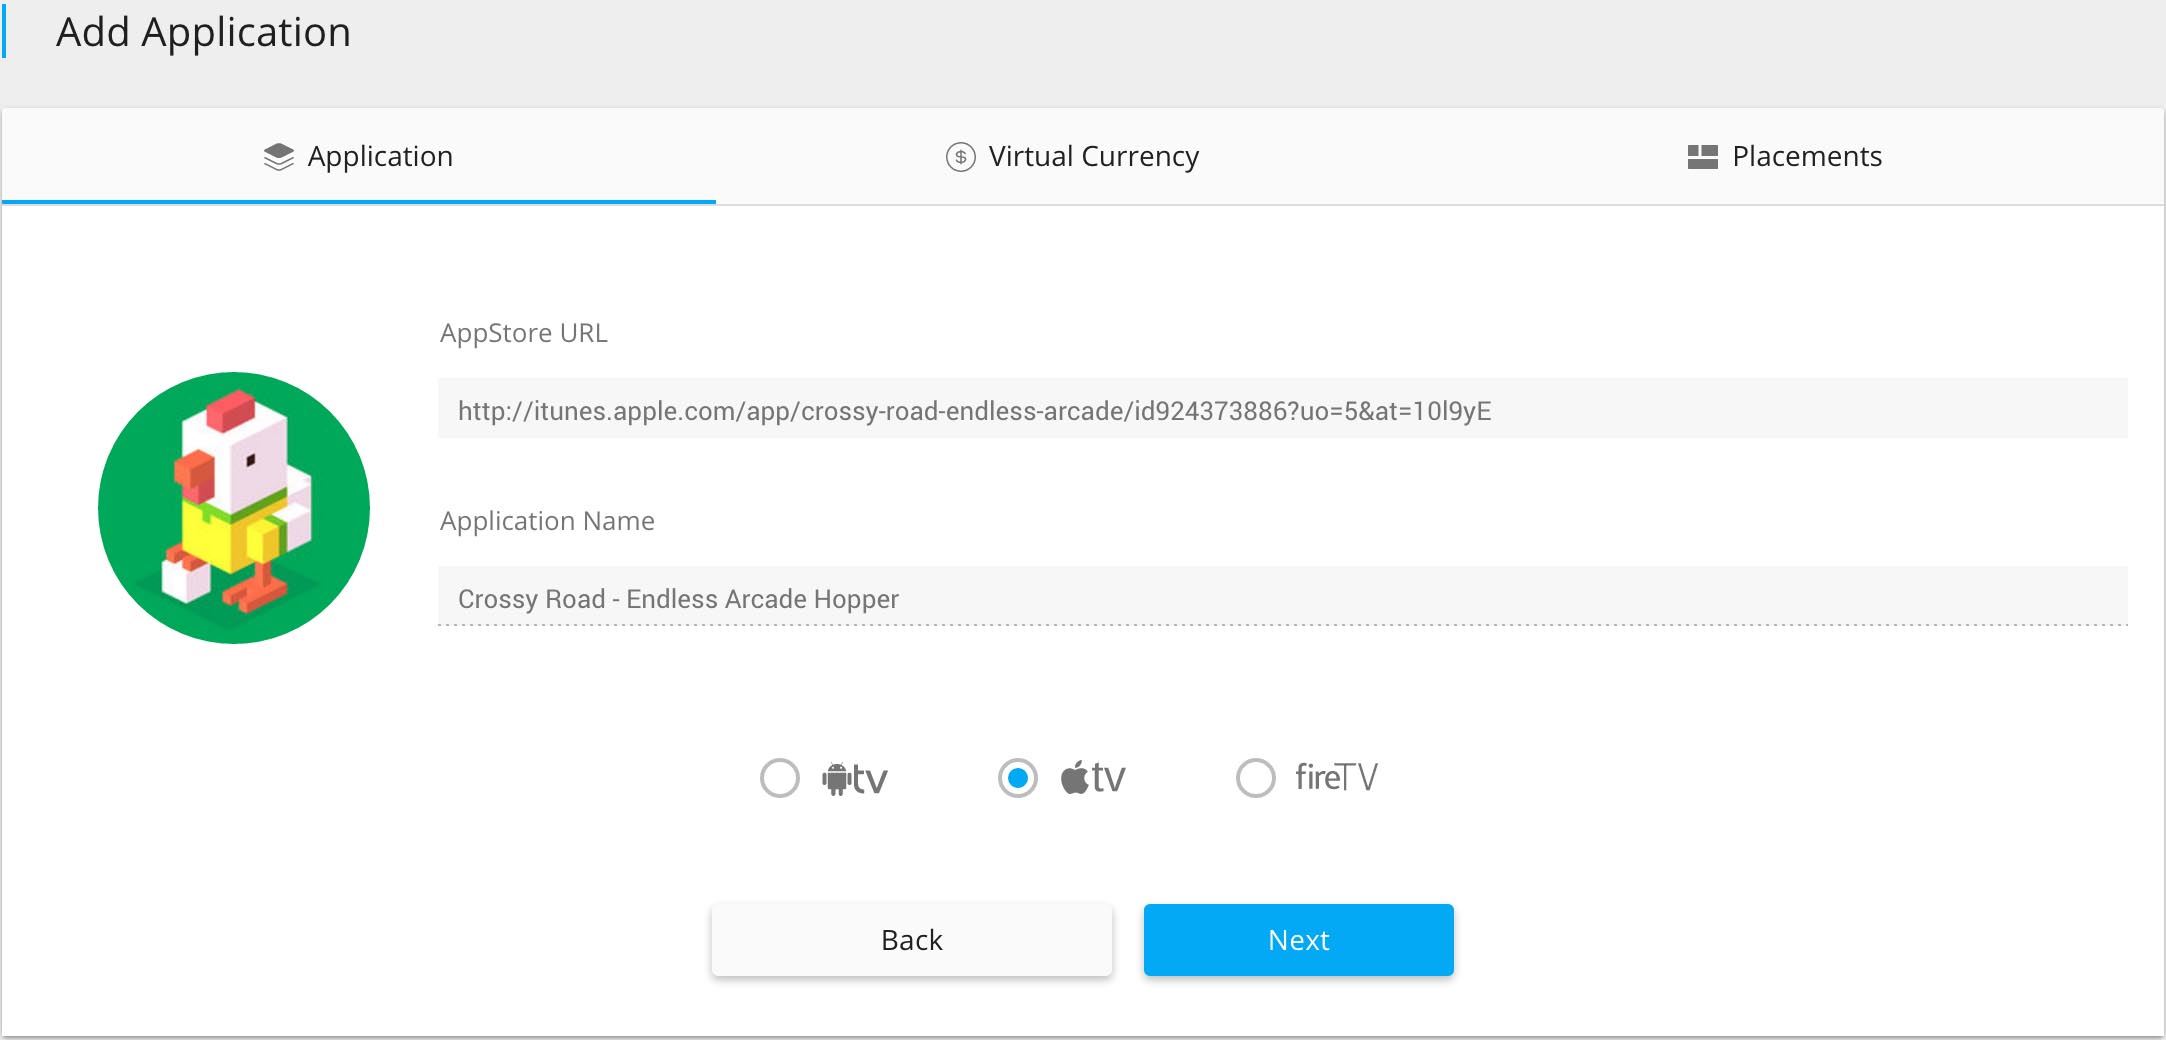 Add Application
Application
Virtual Currency
Placements
AppStore URL
http://itunes.apple.com/app/crossy-road-endless-arcade/id924373886?uo=5&at=10l9yE
Application Name
Crossy Road - Endless Arcade Hopper
tv
tv
fireTV
Back
Next